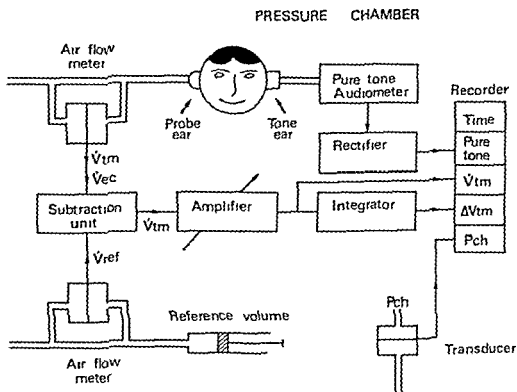 PRESSURE CHAMBER
Air flow
meter
Probe
ear
Tone
ear
Pure tone
Audiometer
Rectifier
Recorder
Time
Pure
tone
V̇tm
ΔVtm
Pch
V̇tm
V̇ec
Subtraction
unit
V̇tm
Amplifier
Integrator
V̇ref
Reference volume
Air flow
meter
Pch
Transducer